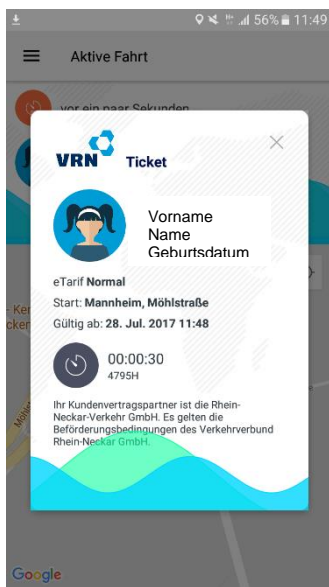 56% 11:49
Aktive Fahrt
vor ein paar Sekunden
VRN Ticket
Vorname
Name
Geburtsdatum
eTarif Normal
Start: Mannheim, Möhlstraße
Gültig ab: 28. Jul. 2017 11:48
00:00:30
4795H
Ihr Kundenvertragspartner ist die Rhein-
Neckar-Verkehr GmbH. Es gelten die
Beförderungsbedingungen des Verkehrverbund
Rhein-Neckar GmbH.
Google